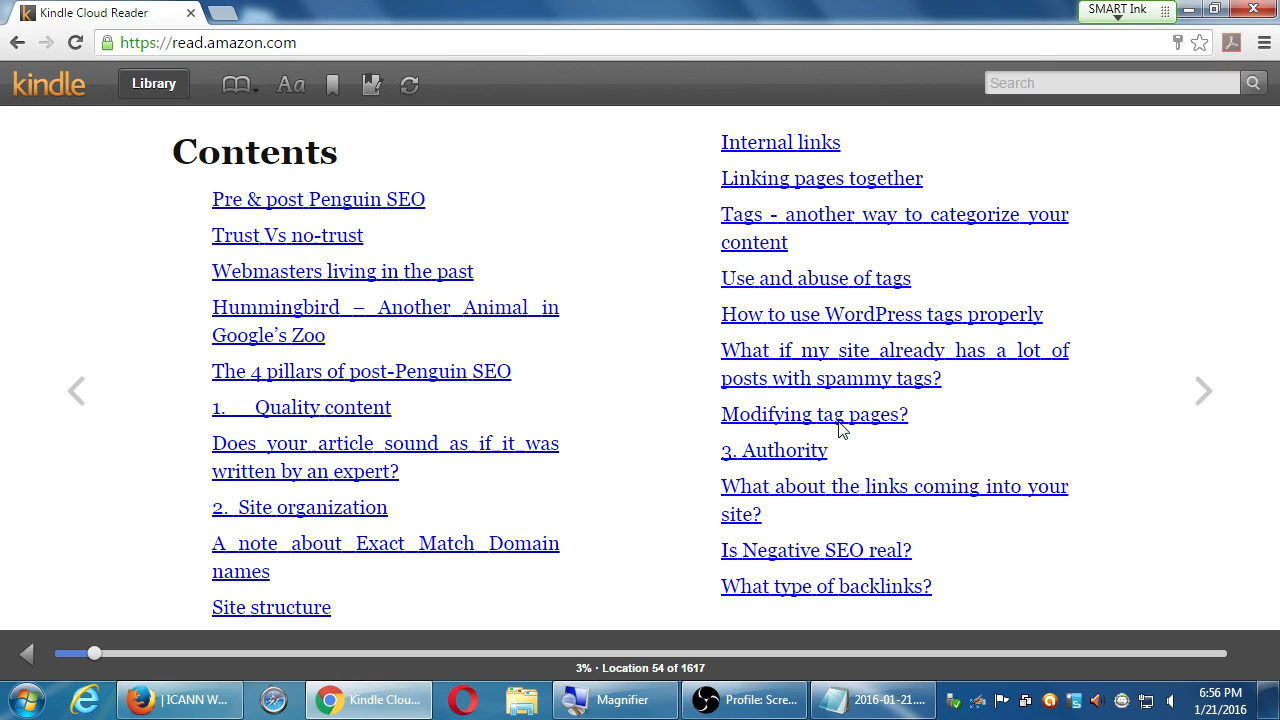 Kindle Cloud Reader
SMART Ink
https://read.amazon.com
kindle
Library
Aa
Search
Contents
Pre & post Penguin SEO
Trust Vs no-trust
Webmasters living in the past
Hummingbird – Another Animal in
Google’s Zoo
The 4 pillars of post-Penguin SEO
1. Quality content
Does your article sound as if it was
written by an expert?
2. Site organization
A note about Exact Match Domain
names
Site structure
Internal links
Linking pages together
Tags - another way to categorize your
content
Use and abuse of tags
How to use WordPress tags properly
What if my site already has a lot of
posts with spammy tags?
Modifying tag pages?
3. Authority
What about the links coming into your
site?
Is Negative SEO real?
What type of backlinks?
3% · Location 54 of 1617
| ICANN W...
Kindle Clou...
Magnifier
Profile: Scre...
2016-01-21....
6:56 PM
1/21/2016